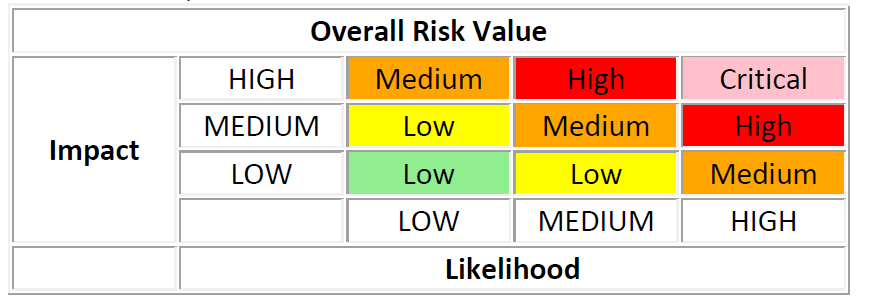 Overall Risk Value
HIGH Medium High Critical
MEDIUM Low Medium High
Impact
LOW Low Low Medium
LOW MEDIUM HIGH
Likelihood